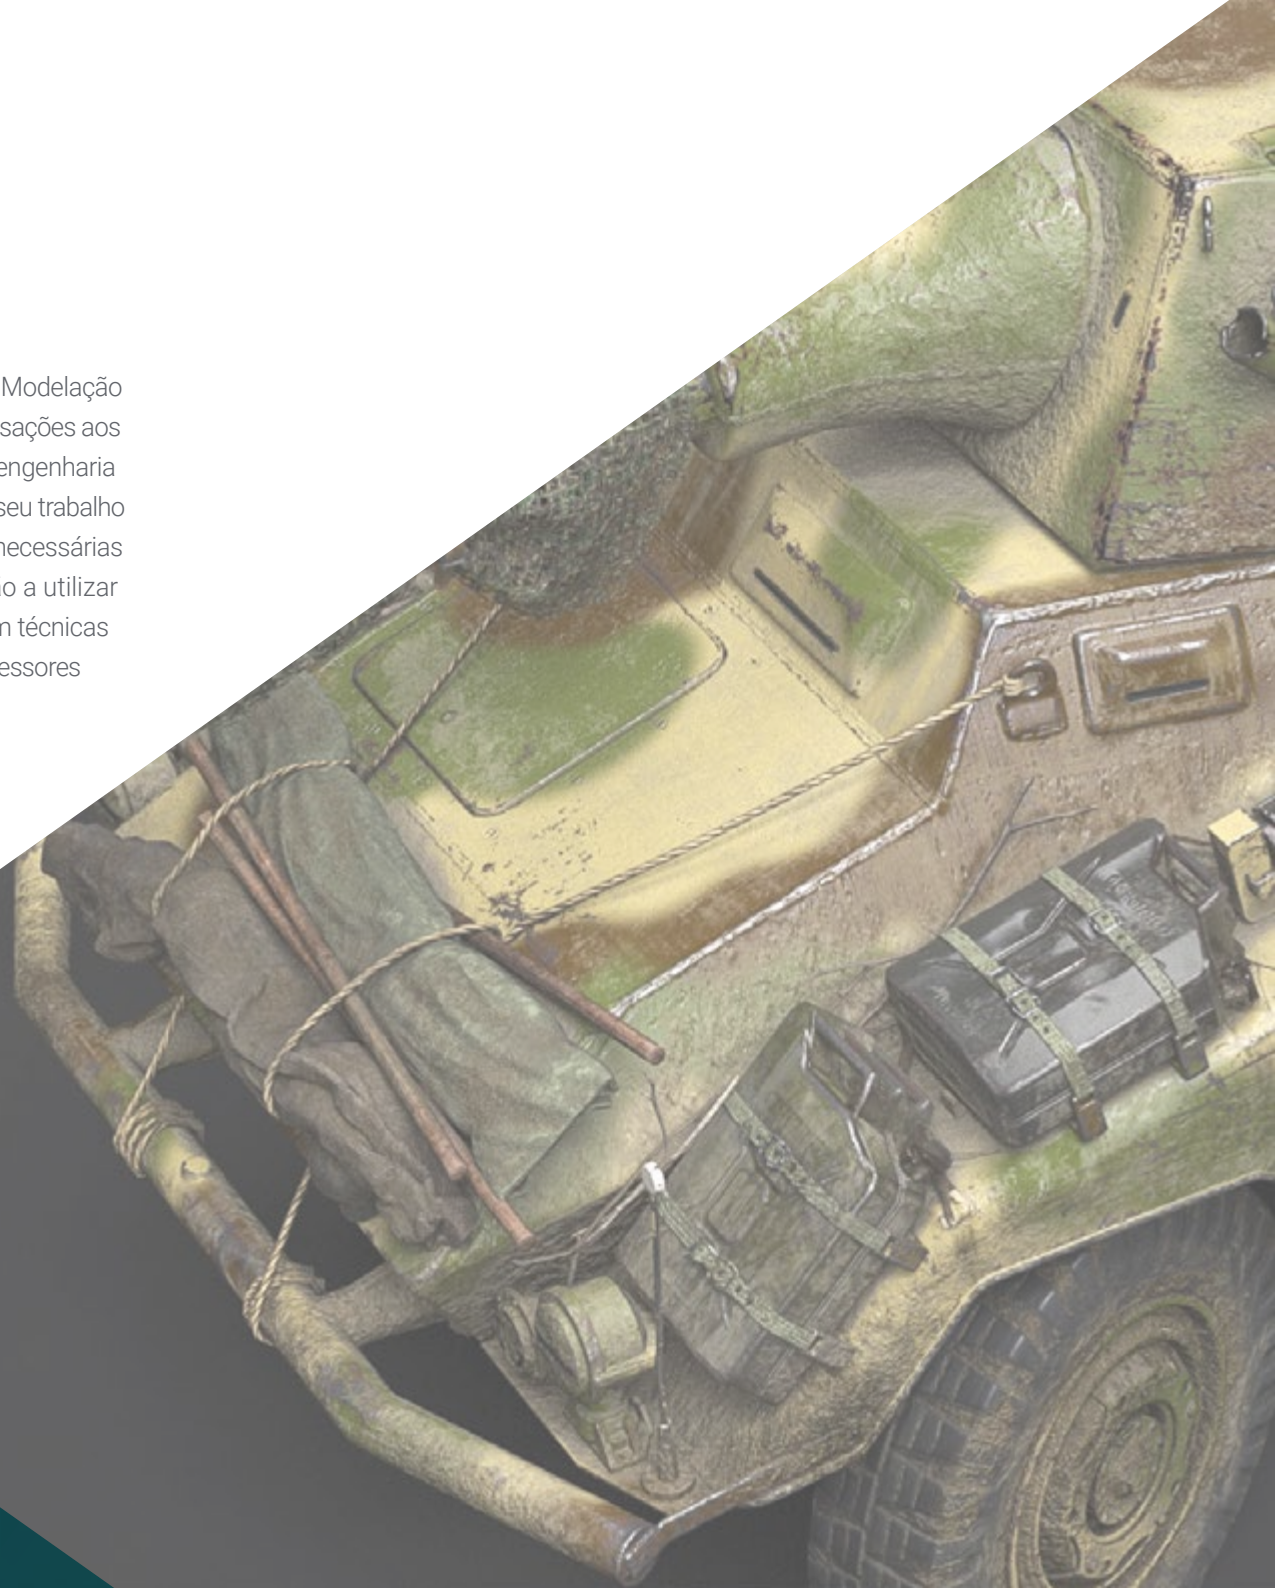 Modelação
sações aos
engenharia
seu trabalho
necessárias
o a utilizar
técnicas
essores